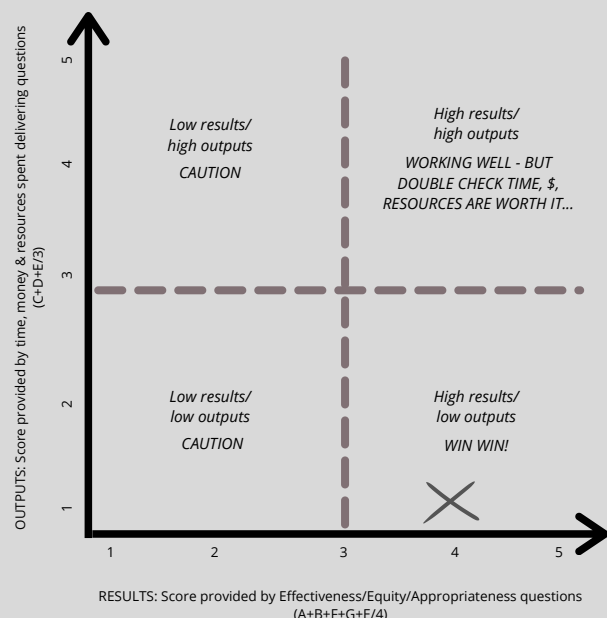 OUTPUTS: Score provided by time, money & resources spent delivering questions
(C+D+E/3)
5
4
3
2
1
Low results/
high outputs
CAUTION
High results/
high outputs
WORKING WELL - BUT
DOUBLE CHECK TIME, $,
RESOURCES ARE WORTH IT...
Low results/
low outputs
CAUTION
High results/
low outputs
WIN WIN!
1
2
3
4
5
RESULTS: Score provided by Effectiveness/Equity/Appropriateness questions
(A+B+F+G+E/4)